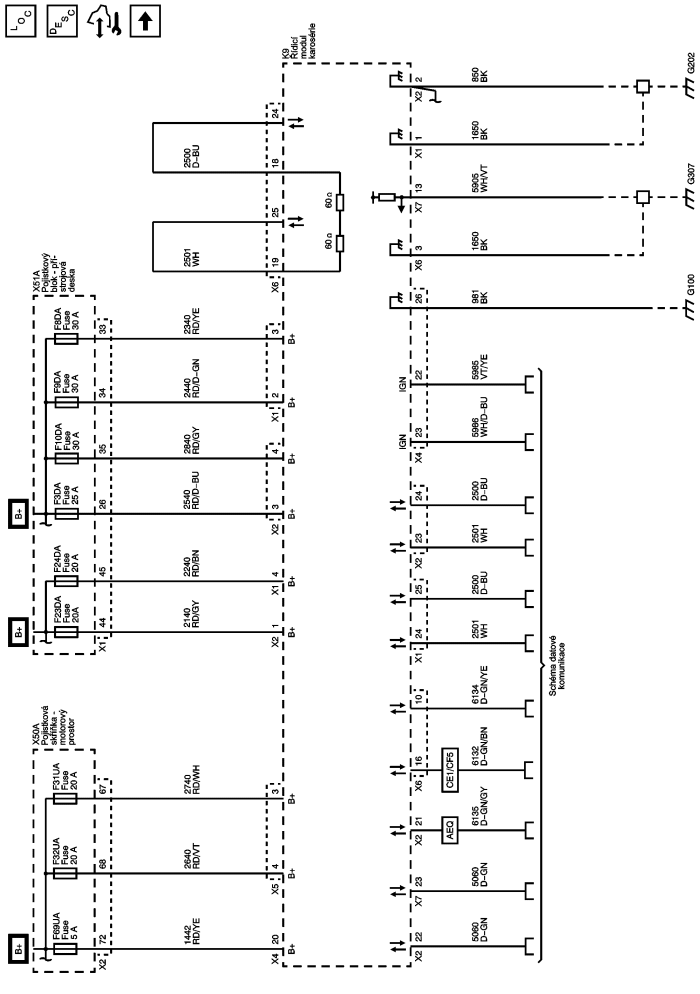 B+
B+
B+
DESC
LOC
X50A
Pojistková
skříňka -
motorový
prostor
F69UA
Fuse
5 A
F32UA
Fuse
20 A
F31UA
Fuse
20 A
X51A
Pojistkový
blok - pří-
strojová
deska
F23DA
Fuse
20A
F24DA
Fuse
20 A
F3DA
Fuse
25 A
F10DA
Fuse
30 A
F9DA
Fuse
30 A
F8DA
Fuse
30 A
X2
72
68
67
X1
44
45
26
35
34
33
1442
RD/YE
2640
RD/VT
2740
RD/WH
2140
RD/GY
2240
RD/BN
2540
RD/D-BU
2840
RD/GY
2440
RD/D-GN
2340
RD/YE
2501
WH
2500
D-BU
X4
20
X5
4
3
X2
1
X1
4
X2
3
4
X1
2
3
X6
19
25
18
24
B+
B+
B+
B+
B+
B+
B+
B+
B+
K9
Řídicí
modul
karosérie
60 Ω
60 Ω
IGN
IGN
X2
22
X7
23
X2
21
X6
16
10
X1
24
25
X2
23
24
X4
23
22
26
X6
3
X7
13
X1
1
X2
2
AEQ
CE1/CF5
5060
D-GN
5060
D-GN
6135
D-GN/GY
6132
D-GN/BN
6134
D-GN/YE
2501
WH
2500
D-BU
2501
WH
2500
D-BU
5986
WH/D-BU
5985
VT/YE
981
BK
1650
BK
5905
WH/VT
1650
BK
850
BK
Schéma datové
komunikace
G100
G307
G202